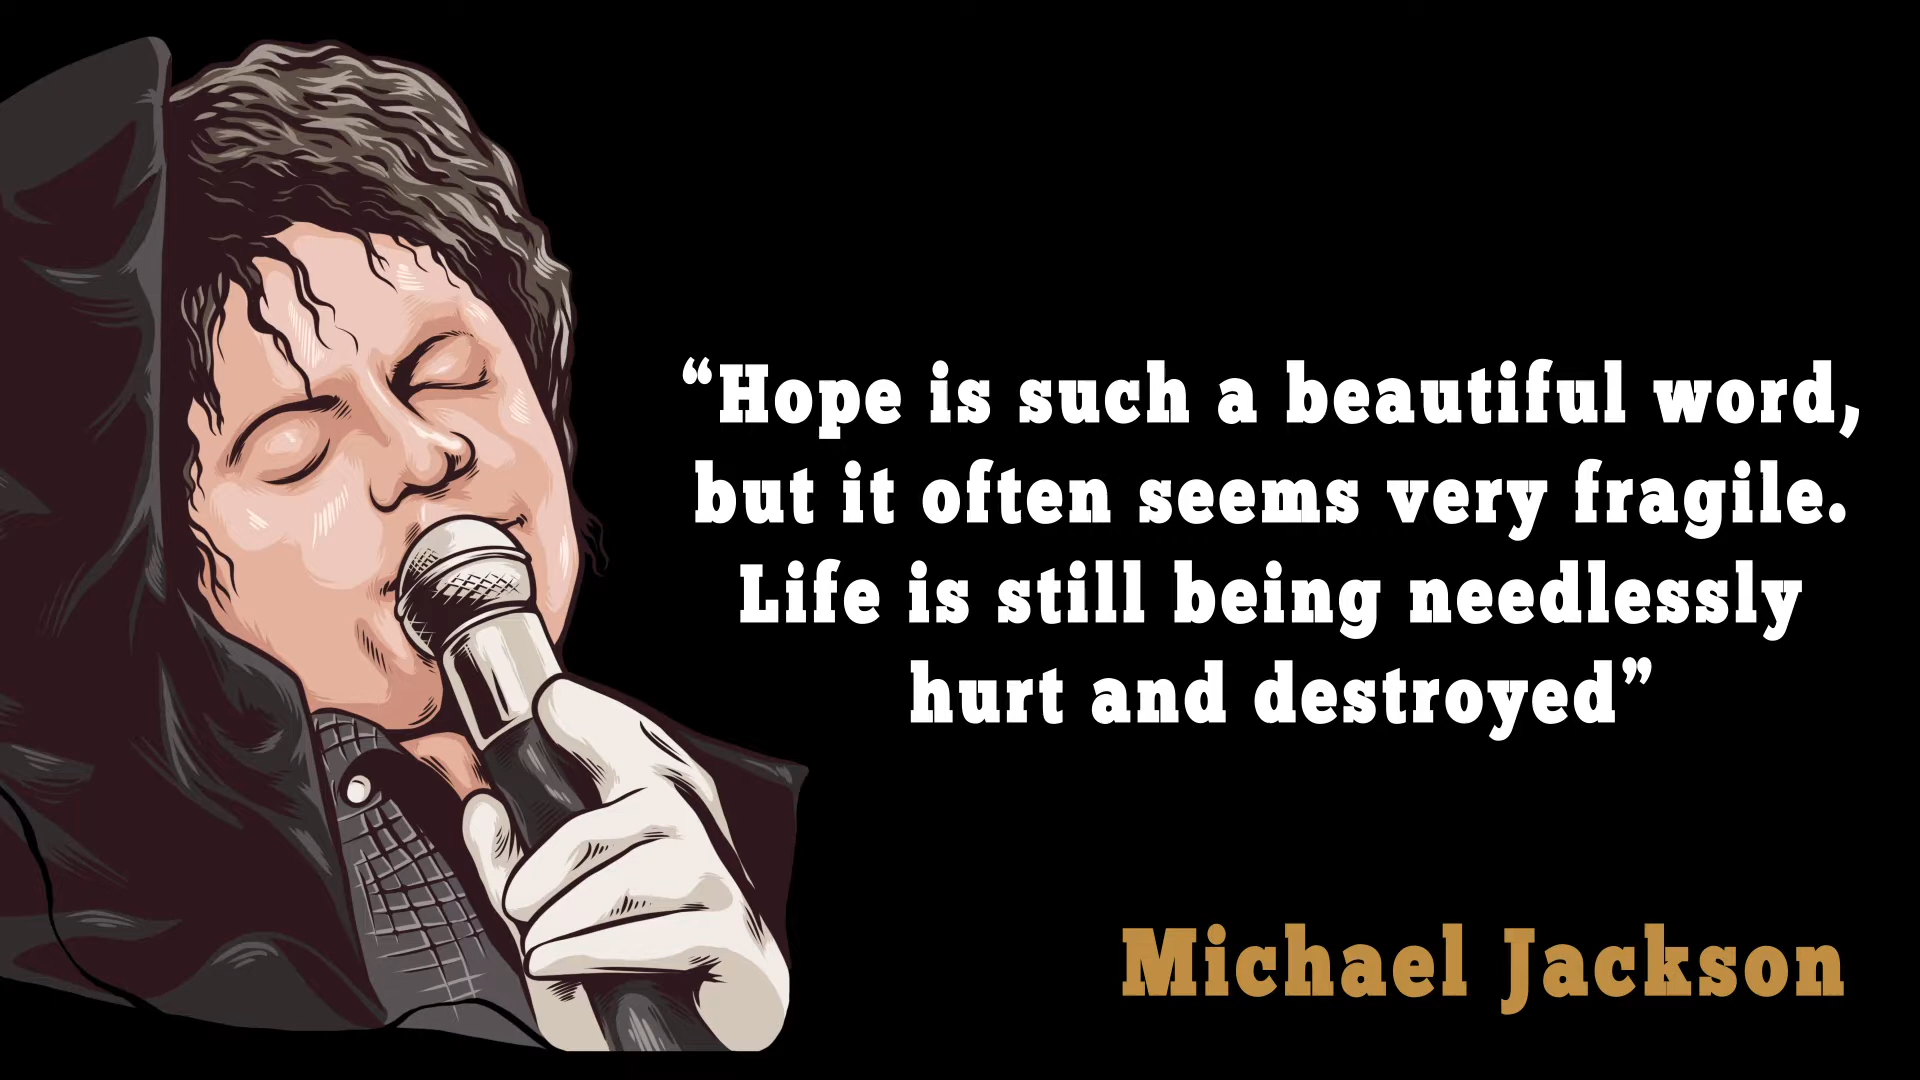 “Hope is such a beautiful word,
but it often seems very fragile.
Life is still being needlessly
hurt and destroyed”
Michael Jackson